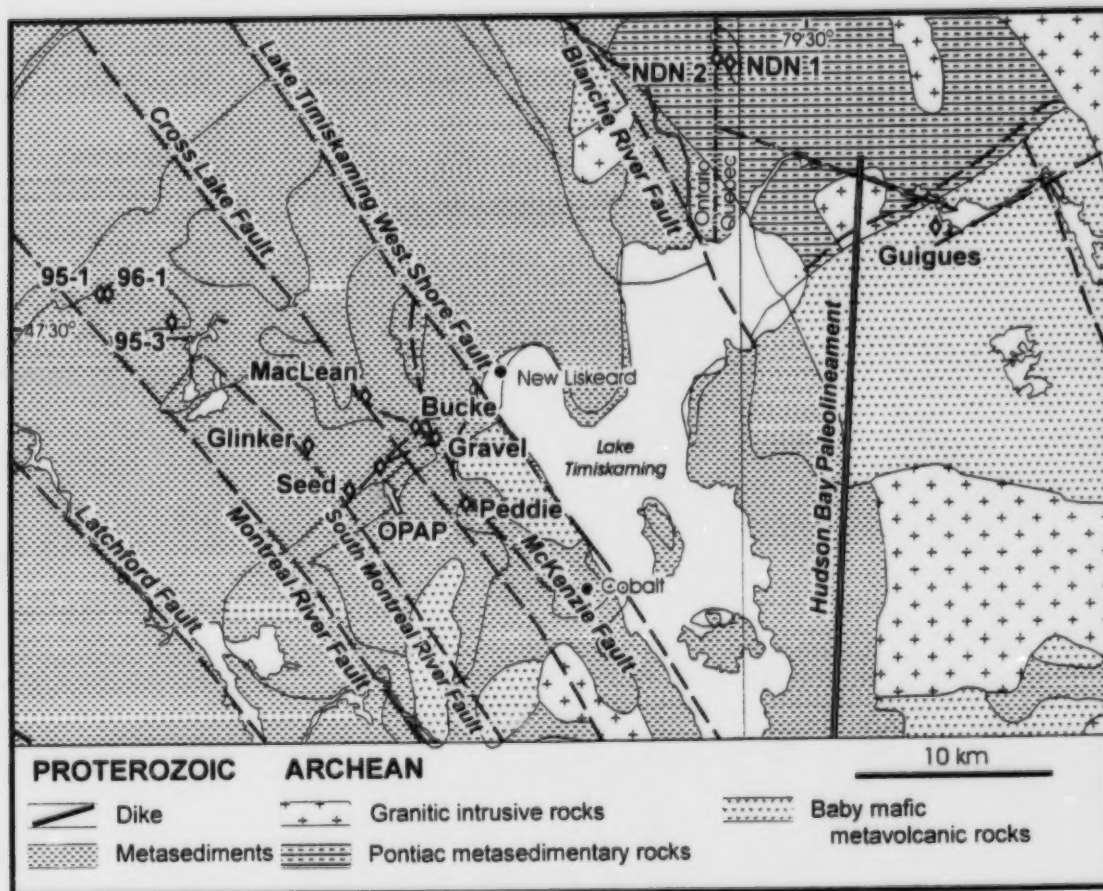 79°30'
NDN-2
NDN-1
Blanche River Fault
Lake Timiskaming West Shore Fault
Cross Lake Fault
Ontario
Quebec
Guigues
95-1
96-1
47°30'
95-3
MacLean
New Liskeard
Bucke
Glinker
Gravel
Lake
Timiskaming
Seed
Peddie
OPAP
Hudson Bay Paleolineament
Latchford Fault
Montreal River Fault
South Montreal River Fault
McKenzie Fault
Cobalt
10 km
PROTEROZOIC
ARCHEAN
Dike
Granitic intrusive rocks
Baby mafic
metavolcanic rocks
Metasediments
Pontiac metasedimentary rocks